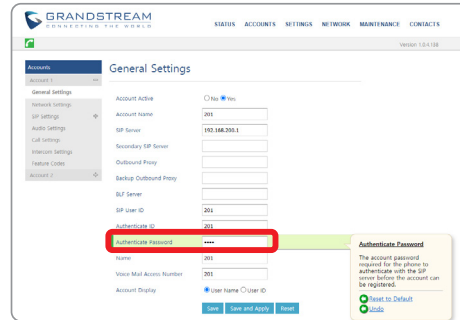 GRANDSTREAM
CONNECTING THE WORLD
STATUS ACCOUNTS SETTINGS NETWORK MAINTENANCE CONTACTS
Version 1.0.4.138
Accounts
Account 1
General Settings
Network Settings
SIP Settings
Audio Settings
Call Settings
Intercom Settings
Feature Codes
Account 2
General Settings
Account Active No Yes
Account Name 201
SIP Server 192.168.200.1
Secondary SIP Server
Outbound Proxy
Backup Outbound Proxy
BLF Server
SIP User ID 201
Authenticate ID 201
Authenticate Password ••••
Name 201
Voice Mail Access Number 201
Account Display User Name User ID
Save Save and Apply Reset
Authenticate Password
The account password
required for the phone to
authenticate with the SIP
server before the account can
be registered.
Reset to Default
Undo